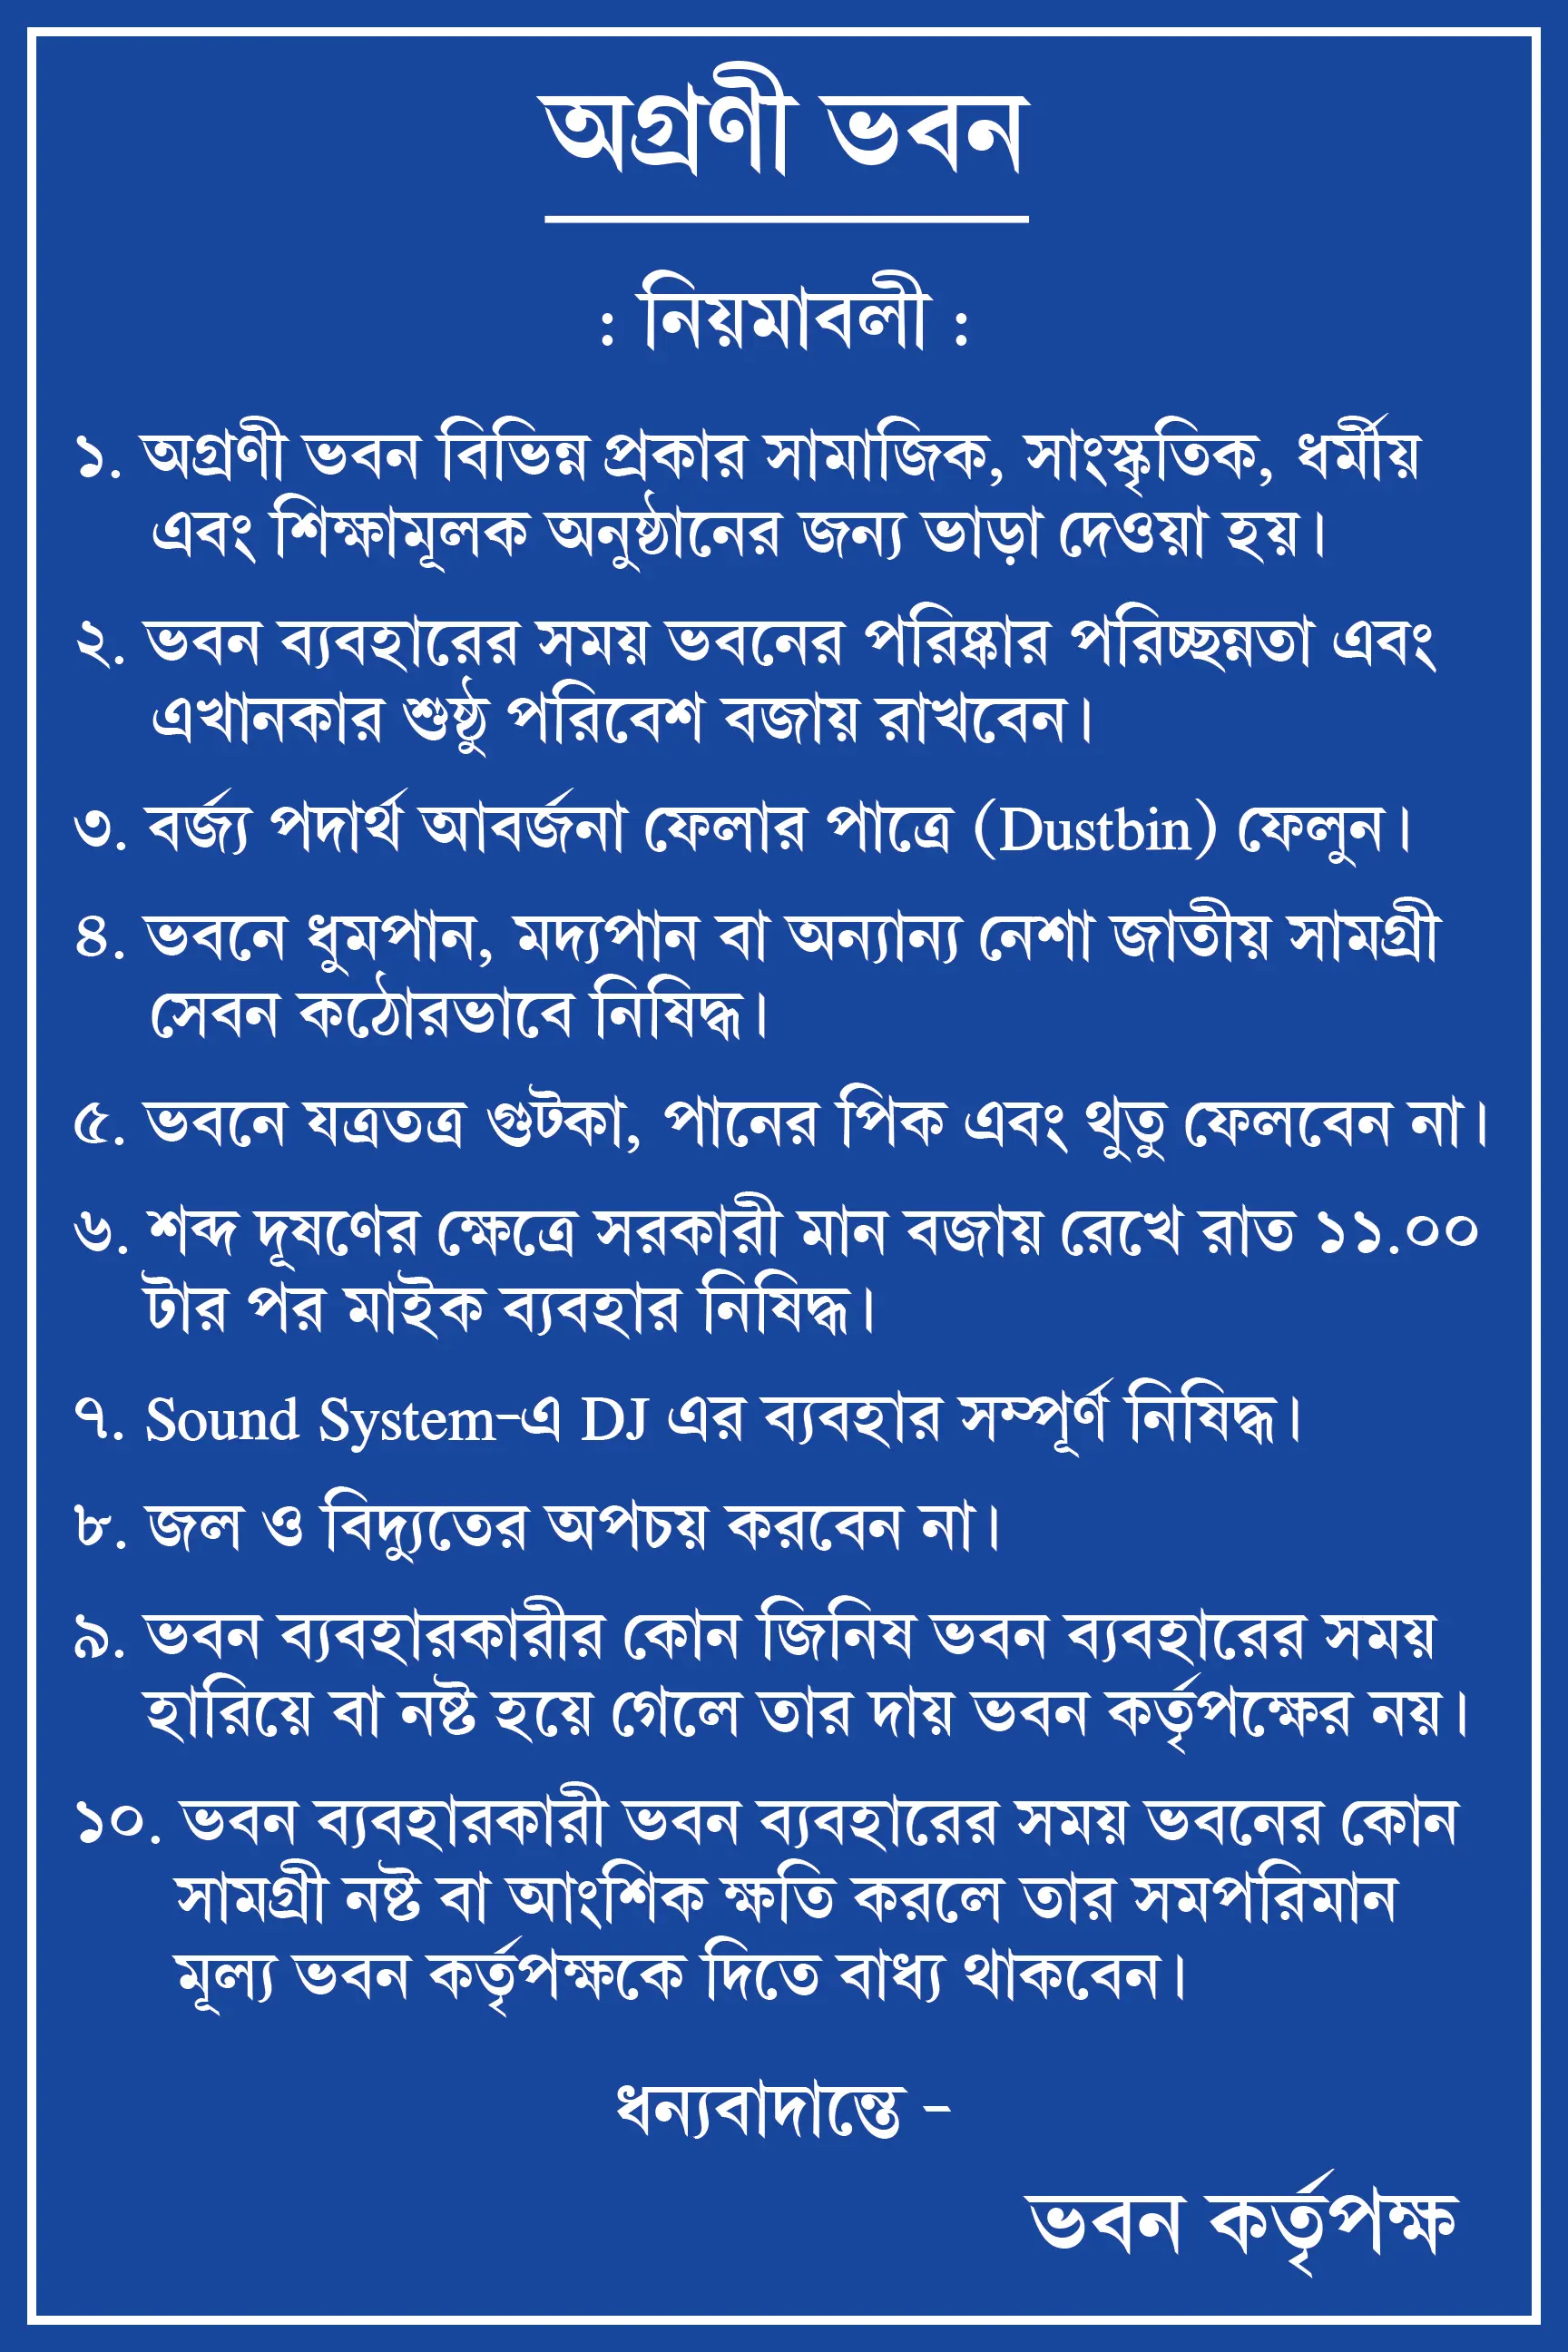 অগ্রণী ভবন
: নিয়মাবলী :
১. অগ্রণী ভবন বিভিন্ন প্রকার সামাজিক, সাংস্কৃতিক, ধর্মীয়
এবং শিক্ষামূলক অনুষ্ঠানের জন্য ভাড়া দেওয়া হয়।
২. ভবন ব্যবহারের সময় ভবনের পরিষ্কার পরিচ্ছন্নতা এবং
এখানকার শুষ্ঠু পরিবেশ বজায় রাখবেন।
৩. বর্জ্য পদার্থ আবর্জনা ফেলার পাত্রে (Dustbin) ফেলুন।
৪. ভবনে ধুমপান, মদ্যপান বা অন্যান্য নেশা জাতীয় সামগ্রী
সেবন কঠোরভাবে নিষিদ্ধ।
৫. ভবনে যত্রতত্র গুটকা, পানের পিক এবং থুতু ফেলবেন না।
৬. শব্দ দূষণের ক্ষেত্রে সরকারী মান বজায় রেখে রাত ১১.০০
টার পর মাইক ব্যবহার নিষিদ্ধ।
৭. Sound System-এ DJ এর ব্যবহার সম্পূর্ণ নিষিদ্ধ।
৮. জল ও বিদ্যুতের অপচয় করবেন না।
৯. ভবন ব্যবহারকারীর কোন জিনিষ ভবন ব্যবহারের সময়
হারিয়ে বা নষ্ট হয়ে গেলে তার দায় ভবন কর্তৃপক্ষের নয়।
১০. ভবন ব্যবহারকারী ভবন ব্যবহারের সময় ভবনের কোন
সামগ্রী নষ্ট বা আংশিক ক্ষতি করলে তার সমপরিমান
মূল্য ভবন কর্তৃপক্ষকে দিতে বাধ্য থাকবেন।
ধন্যবাদান্তে -
ভবন কর্তৃপক্ষ